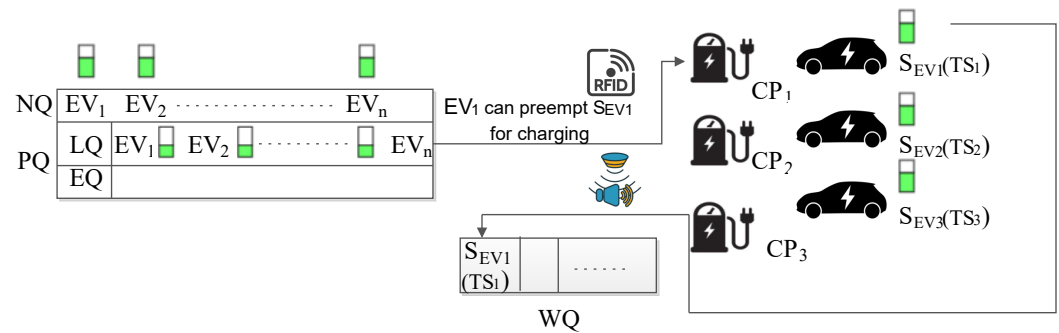 NQ EV1 EV2 ................. EVn
PQ
LQ EV1 EV2 ............ EVn
EQ
RFID
EV1 can preempt SEV1
for charging
CP1
SEV1(TS1)
CP2
SEV2(TS2)
CP3
SEV3(TS3)
SEV1
(TS1)
......
WQ